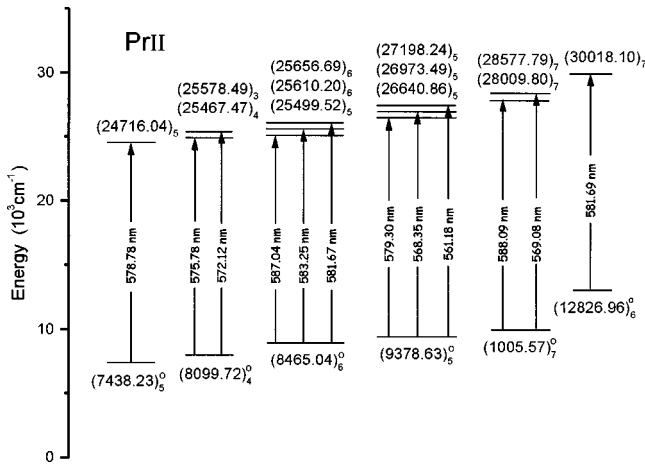 PrII
(27198.24)5
(25656.69)6
(26973.49)5
(28577.79)7
(30018.10)7
(25578.49)3
(25610.20)6
(26640.86)5
(28009.80)7
(24716.04)5
(25467.47)4
(25499.52)5
30
20
10
0
Energy (10³cm⁻¹)
578.78 nm
575.78 nm
572.12 nm
587.04 nm
583.25 nm
581.67 nm
579.30 nm
568.35 nm
561.18 nm
588.09 nm
569.08 nm
581.69 nm
(12826.96)°6
(7438.23)°5
(8099.72)°4
(8465.04)°6
(9378.63)°5
(1005.57)°7